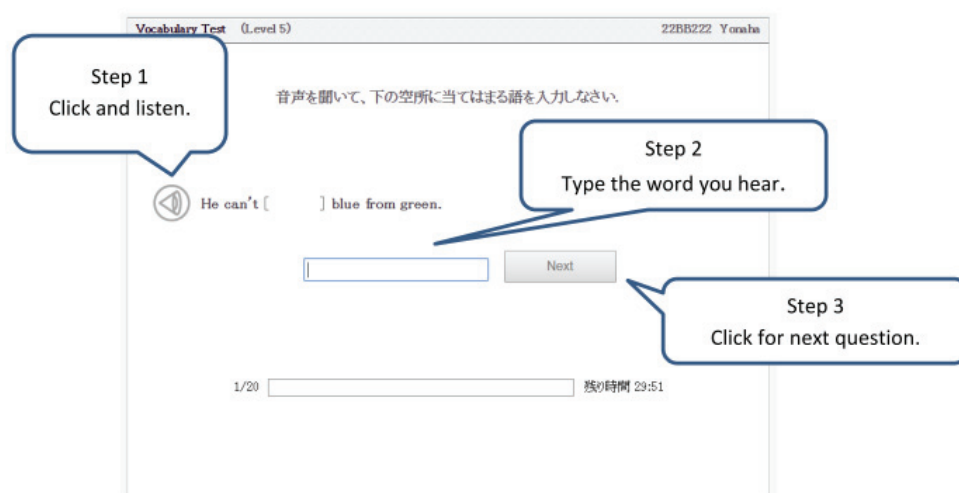 Vocabulary Test (Level 5)
22BB222 Yonaha
Step 1
Click and listen.
音声を聞いて、下の空所に当てはまる語を入力しなさい.
Step 2
Type the word you hear.
He can't [ ] blue from green.
Next
Step 3
Click for next question.
1/20
残り時間 29:51